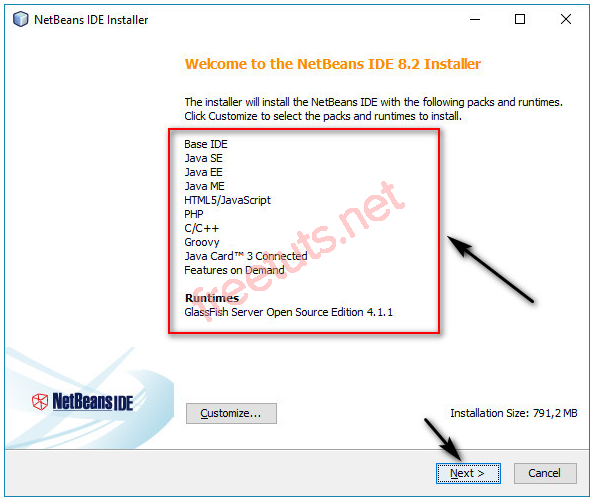 NetBeans IDE Installer
Welcome to the NetBeans IDE 8.2 Installer
The installer will install the NetBeans IDE with the following packs and runtimes.
Click Customize to select the packs and runtimes to install.
Base IDE
Java SE
Java EE
Java ME
HTML5/JavaScript
PHP
C/C++
Groovy
Java Card™ 3 Connected
Features on Demand
Runtimes
GlassFish Server Open Source Edition 4.1.1
freetuts.net
NetBeans IDE
Customize...
Installation Size: 791,2 MB
Next >
Cancel